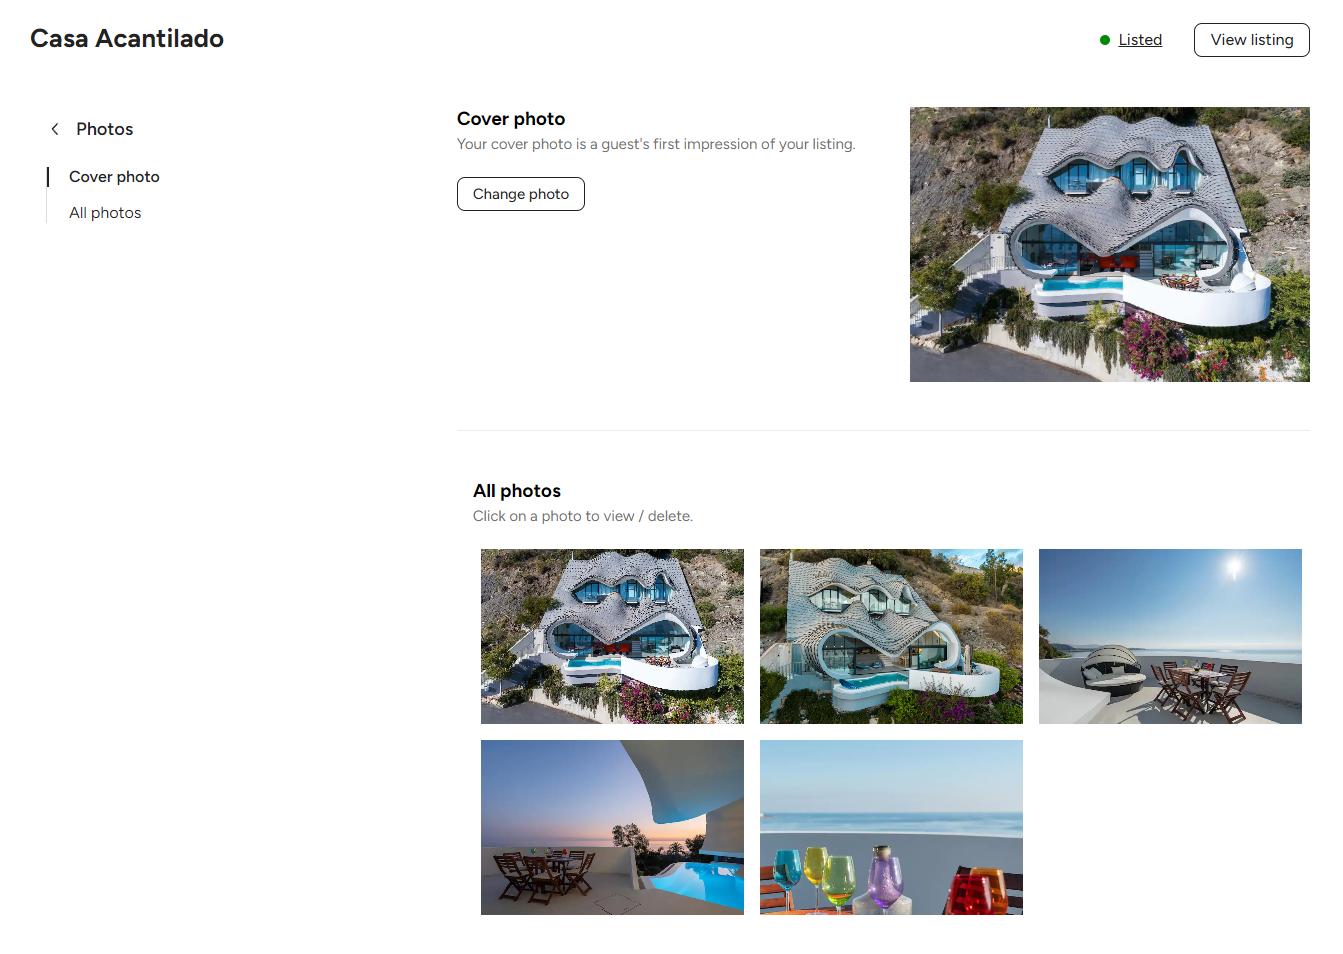 Casa Acantilado
Listed
View listing
Photos
Cover photo
All photos
Cover photo
Your cover photo is a guest's first impression of your listing.
Change photo
All photos
Click on a photo to view / delete.